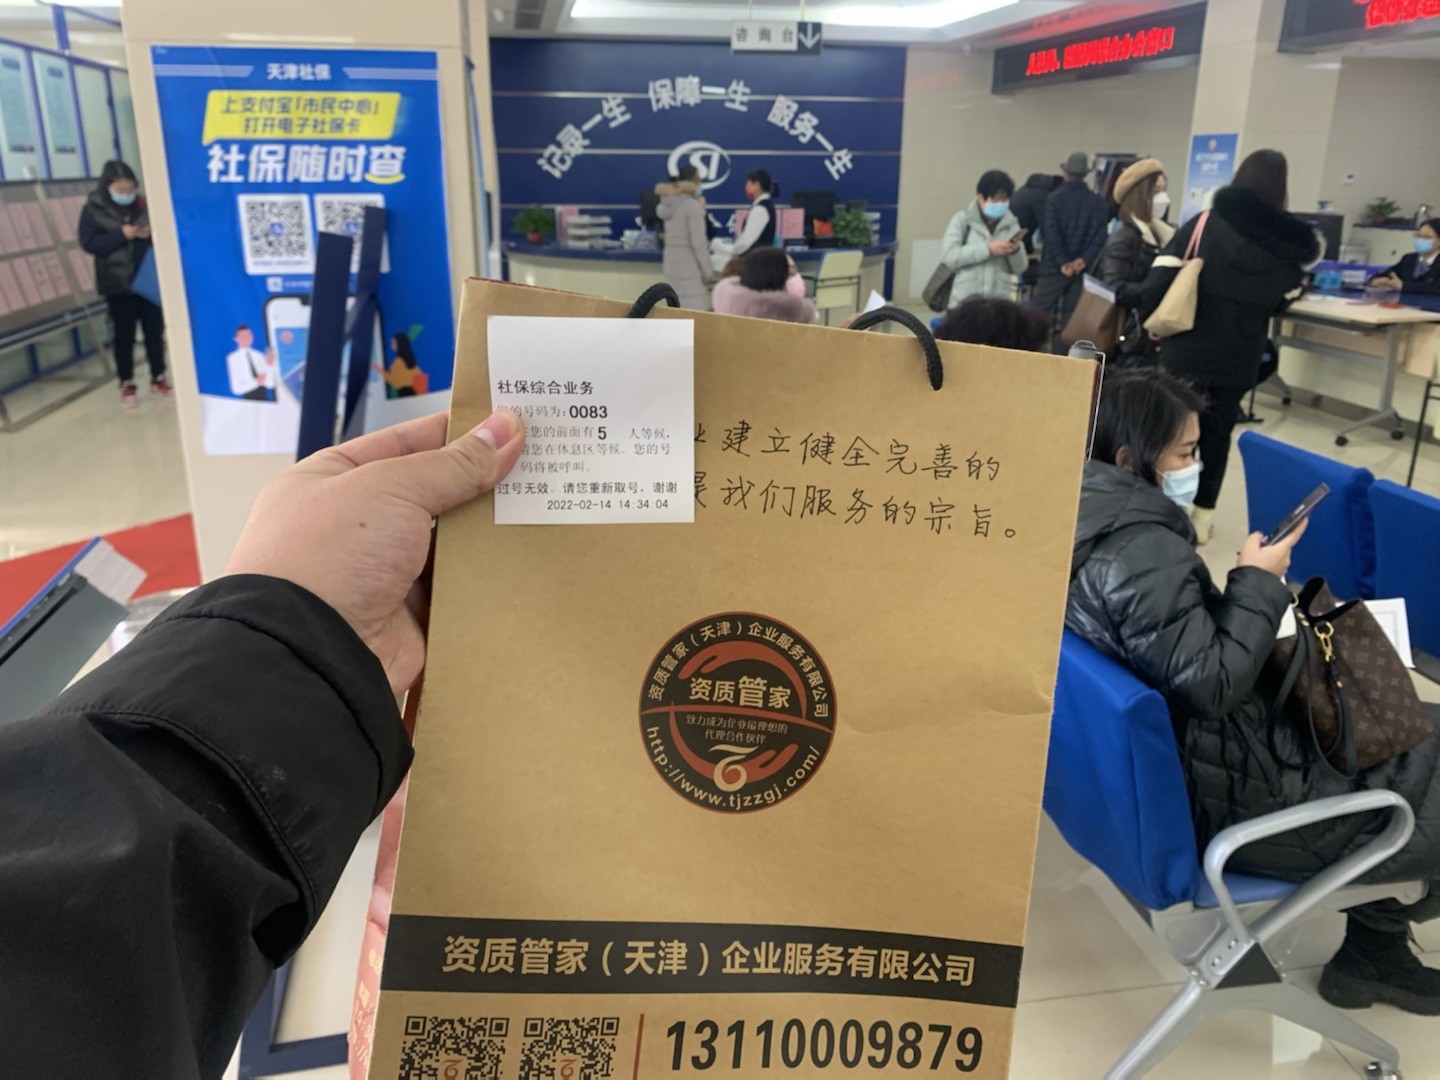 咨询台
天津社保
上支付宝「市民中心」
打开电子社保卡
社保随时查
记录一生 保障一生 服务一生
SI
社保综合业务
的号码为：0083
在您的前面有5 人等候，
请您在休息区等候。您的号
码将被呼叫。
过号无效。请您重新取号，谢谢
2022-02-14 14:34:04
业建立健全完善的
是我们服务的宗旨。
资质管家（天津）企业服务有限公司
资质管家
致力成为企业最理想的
代理合作伙伴
http://www.tjzzgj.com/
资质管家（天津）企业服务有限公司
13110009879